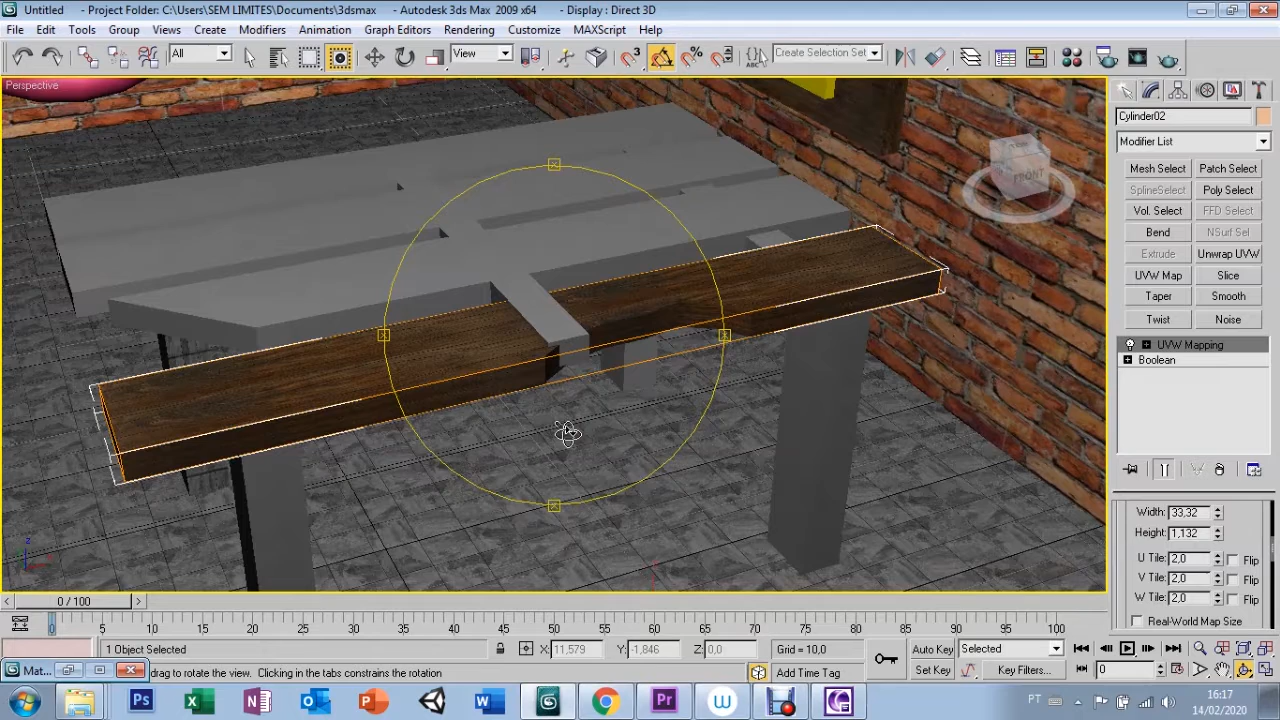 Untitled - Project Folder: C:\Users\SEM LIMITES\Documents\3dsmax - Autodesk 3ds Max 2009 x64 - Display : Direct 3D
File Edit Tools Group Views Create Modifiers Animation Graph Editors Rendering Customize MAXScript Help
All View 3 % ABC Create Selection Set
Perspective
FRONT
Cylinder02
Modifier List
Mesh Select Patch Select
SplineSelect Poly Select
Vol. Select FFD Select
Bend NSurf Sel
Extrude Unwrap UVW
UVW Map Slice
Taper Smooth
Twist Noise
UVW Mapping
Boolean
Width: 33,32
Height: 1,132
U Tile: 2,0 Flip
V Tile: 2,0 Flip
W Tile: 2,0 Flip
Real-World Map Size
z
x
< 0 / 100 >
0 5 10 15 20 25 30 35 40 45 50 55 60 65 70 75 80 85 90 95 100
1 Object Selected X: 11,579 Y: -1,846 Z: 0,0 Grid = 10,0 Auto Key Selected
Mat... drag to rotate the view. Clicking in the tabs constrains the rotation Add Time Tag Set Key Key Filters... 0
Ps N P W Pr W PT 16:17
14/02/2020